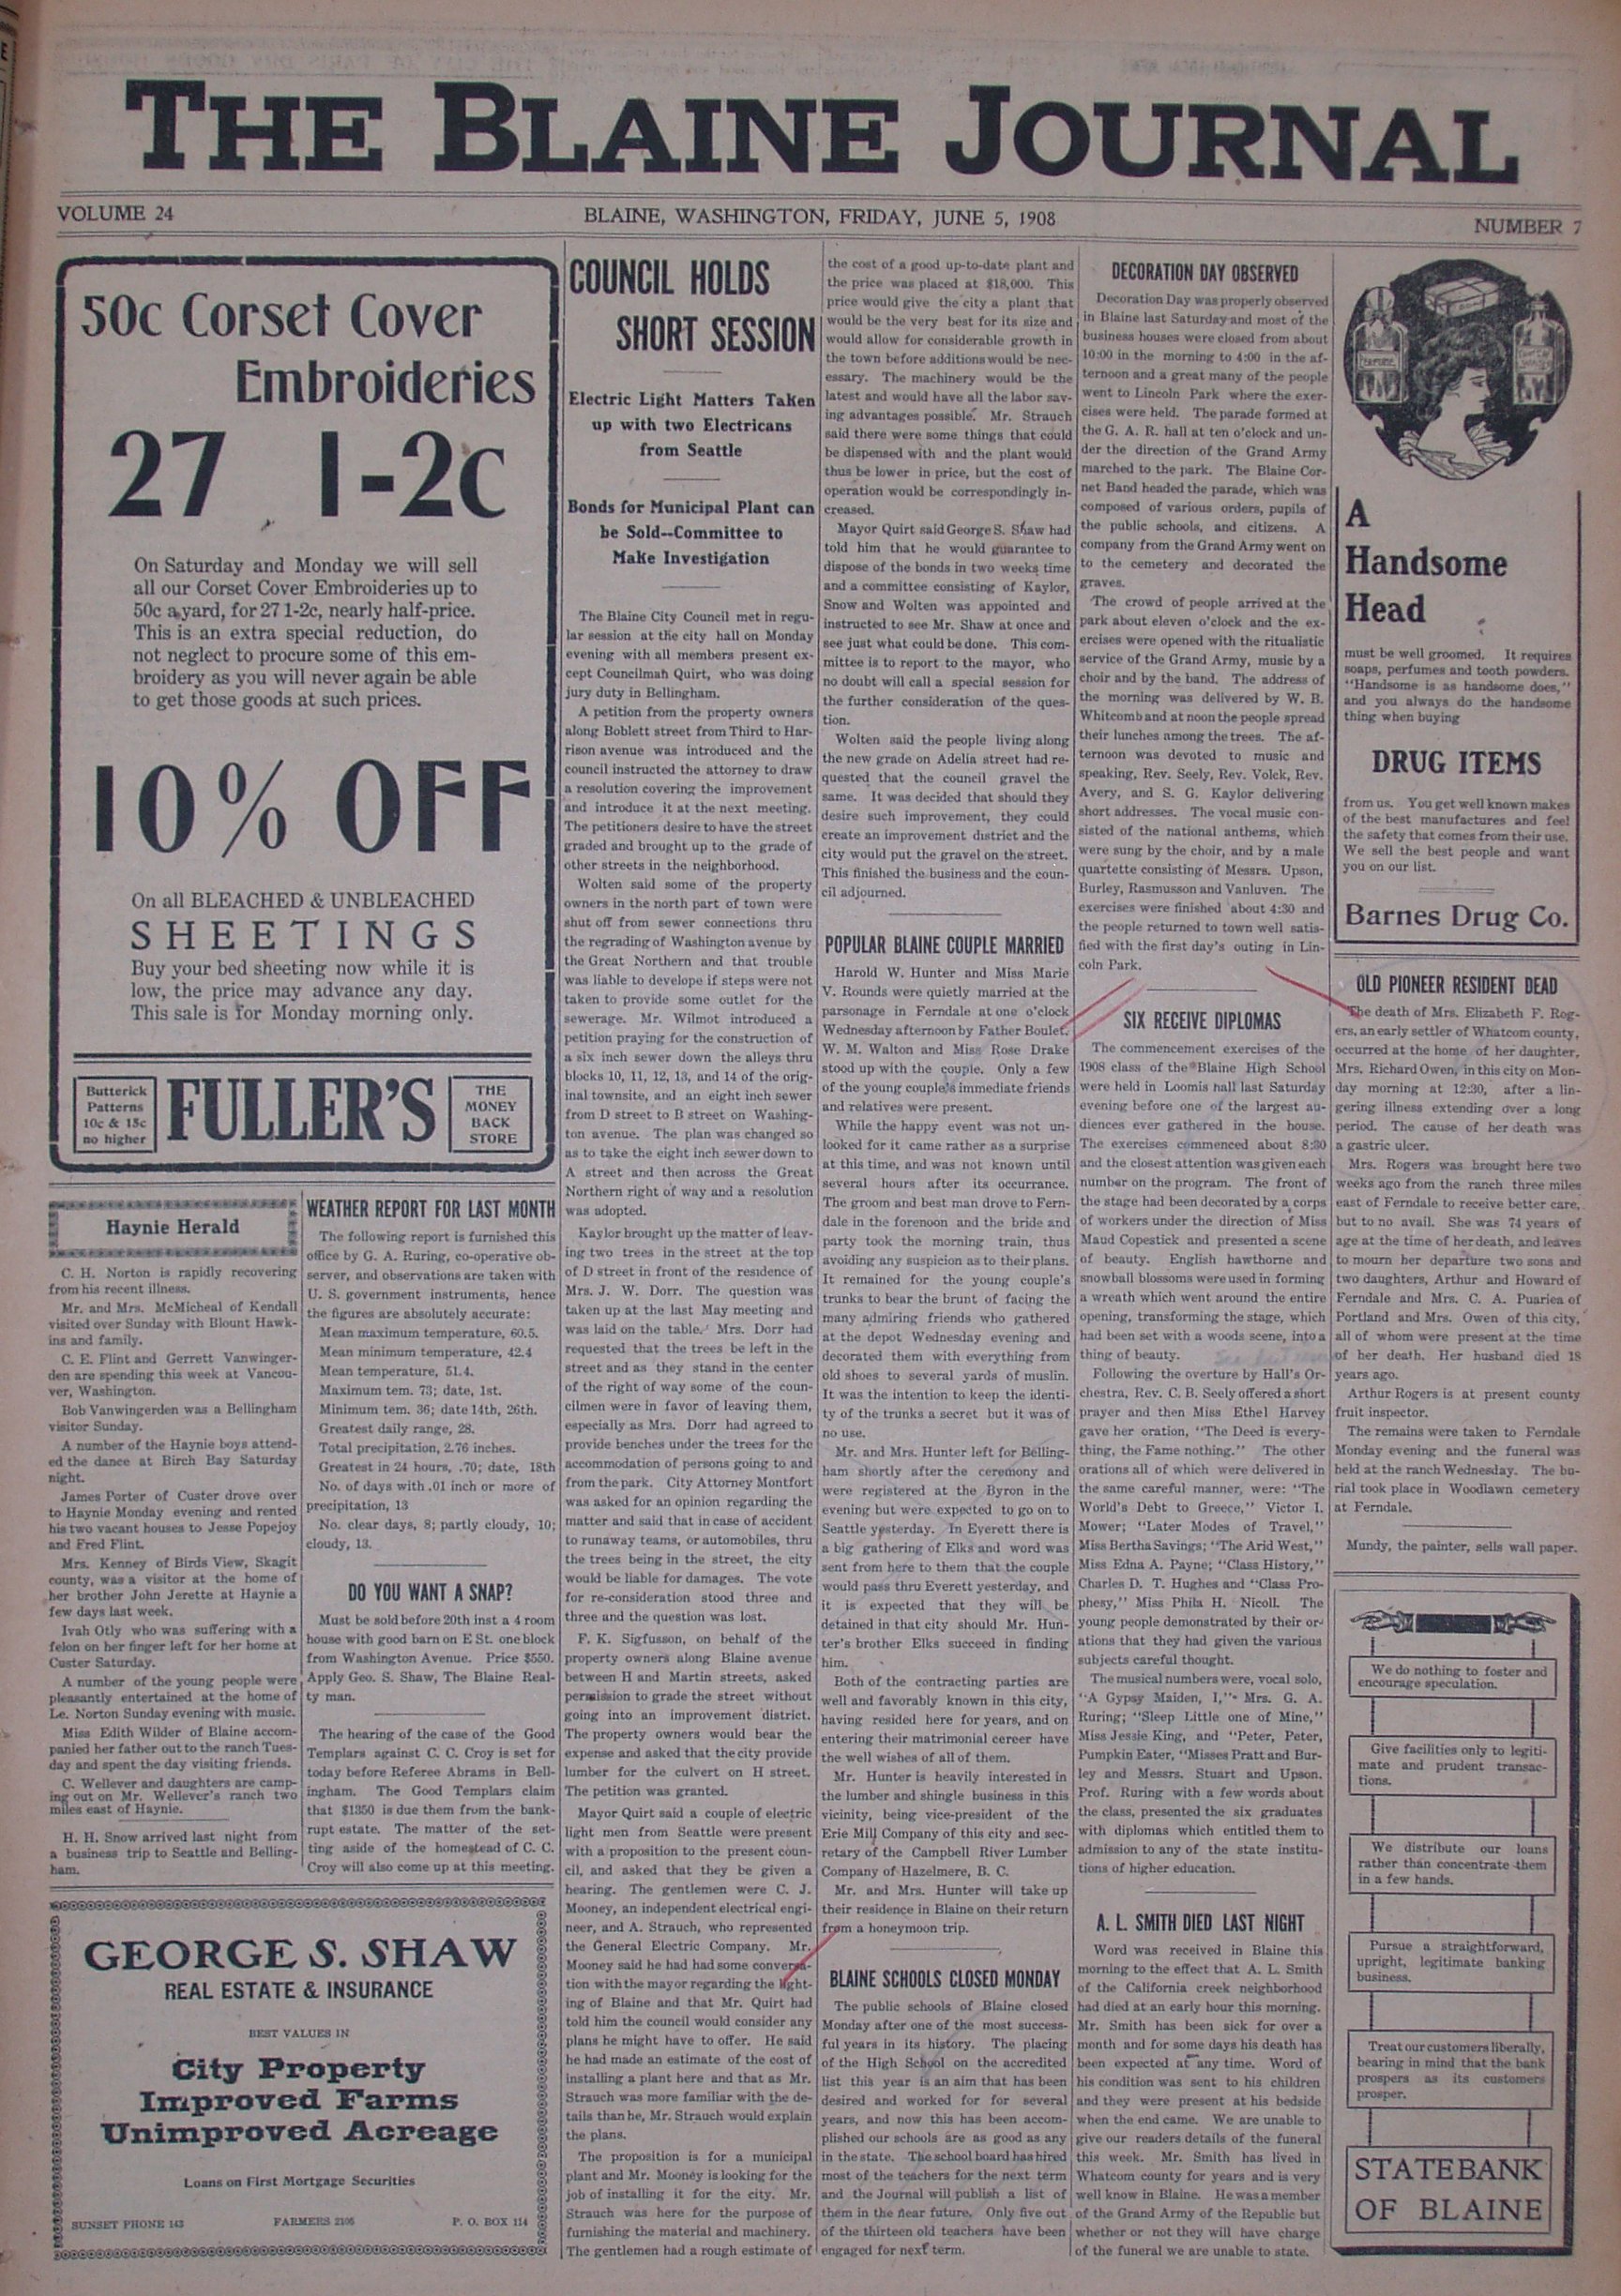 THE BLAINE JOURNAL
VOLUME 24
BLAINE, WASHINGTON, FRIDAY, JUNE 5, 1908
NUMBER 7
50c Corset Cover
Embroideries
27 1-2c
On Saturday and Monday we will sell
all our Corset Cover Embroideries up to
50c a yard, for 27 1-2c, nearly half-price.
This is an extra special reduction, do
not neglect to procure some of this em-
broidery as you will never again be able
to get those goods at such prices.
10% OFF
On all BLEACHED & UNBLEACHED
SHEETINGS
Buy your bed sheeting now while it is
low, the price may advance any day.
This sale is for Monday morning only.
Butterick
Patterns
10c & 15c
no higher
FULLER'S
THE
MONEY
BACK
STORE
Haynie Herald
C. H. Norton is rapidly recovering
from his recent illness.
Mr. and Mrs. McMicheal of Kendall
visited over Sunday with Blount Hawk-
ins and family.
C. E. Flint and Gerrett Vanwinger-
den are spending this week at Vancou-
ver, Washington.
Bob Vanwingerden was a Bellingham
visitor Sunday.
A number of the Haynie boys attend-
ed the dance at Birch Bay Saturday
night.
James Porter of Custer drove over
to Haynie Monday evening and rented
his two vacant houses to Jesse Popejoy
and Fred Flint.
Mrs. Kenney of Birds View, Skagit
county, was a visitor at the home of
her brother John Jerette at Haynie a
few days last week.
Ivah Otly who was suffering with a
felon on her finger left for her home at
Custer Saturday.
A number of the young people were
pleasantly entertained at the home of
Le. Norton Sunday evening with music.
Miss Edith Wilder of Blaine accom-
panied her father out to the ranch Tues-
day and spent the day visiting friends.
C. Wellever and daughters are camp-
ing out on Mr. Wellever's ranch two
miles east of Haynie.
H. H. Snow arrived last night from
a business trip to Seattle and Belling-
ham.
WEATHER REPORT FOR LAST MONTH
The following report is furnished this
office by G. A. Ruring, co-operative ob-
server, and observations are taken with
U. S. government instruments, hence
the figures are absolutely accurate:
Mean maximum temperature, 60.5.
Mean minimum temperature, 42.4
Mean temperature, 51.4.
Maximum tem. 73; date, 1st.
Minimum tem. 36; date 14th, 26th.
Greatest daily range, 28.
Total precipitation, 2.76 inches.
Greatest in 24 hours, .70; date, 18th
No. of days with .01 inch or more of
precipitation, 13
No. clear days, 8; partly cloudy, 10;
cloudy, 13.
DO YOU WANT A SNAP?
Must be sold before 20th inst a 4 room
house with good barn on E St. one block
from Washington Avenue. Price $550.
Apply Geo. S. Shaw, The Blaine Real-
ty man.
The hearing of the case of the Good
Templars against C. C. Croy is set for
today before Referee Abrams in Bell-
ingham. The Good Templars claim
that $1350 is due them from the bank-
rupt estate. The matter of the set-
ting aside of the homestead of C. C.
Croy will also come up at this meeting.
GEORGE S. SHAW
REAL ESTATE & INSURANCE
BEST VALUES IN
City Property
Improved Farms
Unimproved Acreage
Loans on First Mortgage Securities
SUNSET PHONE 143
FARMERS 2105
P. O. BOX 114
COUNCIL HOLDS
SHORT SESSION
Electric Light Matters Taken
up with two Electricans
from Seattle
Bonds for Municipal Plant can
be Sold--Committee to
Make Investigation
The Blaine City Council met in regu-
lar session at the city hall on Monday
evening with all members present ex-
cept Councilmah Quirt, who was doing
jury duty in Bellingham.
A petition from the property owners
along Boblett street from Third to Har-
rison avenue was introduced and the
council instructed the attorney to draw
a resolution covering the improvement
and introduce it at the next meeting.
The petitioners desire to have the street
graded and brought up to the grade of
other streets in the neighborhood.
Wolten said some of the property
owners in the north part of town were
shut off from sewer connections thru
the regrading of Washington avenue by
the Great Northern and that trouble
was liable to develope if steps were not
taken to provide some outlet for the
sewerage. Mr. Wilmot introduced a
petition praying for the construction of
a six inch sewer down the alleys thru
blocks 10, 11, 12, 13, and 14 of the orig-
inal townsite, and an eight inch sewer
from D street to B street on Washing-
ton avenue. The plan was changed so
as to take the eight inch sewer down to
A street and then across the Great
Northern right of way and a resolution
was adopted.
Kaylor brought up the matter of leav-
ing two trees in the street at the top
of D street in front of the residence of
Mrs. J. W. Dorr. The question was
taken up at the last May meeting and
was laid on the table. Mrs. Dorr had
requested that the trees be left in the
street and as they stand in the center
of the right of way some of the coun-
cilmen were in favor of leaving them,
especially as Mrs. Dorr had agreed to
provide benches under the trees for the
accommodation of persons going to and
from the park. City Attorney Montfort
was asked for an opinion regarding the
matter and said that in case of accident
to runaway teams, or automobiles, thru
the trees being in the street, the city
would be liable for damages. The vote
for re-consideration stood three and
three and the question was lost.
F. K. Sigfusson, on behalf of the
property owners along Blaine avenue
between H and Martin streets, asked
permission to grade the street without
going into an improvement district.
The property owners would bear the
expense and asked that the city provide
lumber for the culvert on H street.
The petition was granted.
Mayor Quirt said a couple of electric
light men from Seattle were present
with a proposition to the present coun-
cil, and asked that they be given a
hearing. The gentlemen were C. J.
Mooney, an independent electrical engi-
neer, and A. Strauch, who represented
the General Electric Company. Mr.
Mooney said he had had some conversa-
tion with the mayor regarding the light-
ing of Blaine and that Mr. Quirt had
told him the council would consider any
plans he might have to offer. He said
he had made an estimate of the cost of
installing a plant here and that as Mr.
Strauch was more familiar with the de-
tails than he, Mr. Strauch would explain
the plans.
The proposition is for a municipal
plant and Mr. Mooney is looking for the
job of installing it for the city. Mr.
Strauch was here for the purpose of
furnishing the material and machinery.
The gentlemen had a rough estimate of
the cost of a good up-to-date plant and
the price was placed at $18,000. This
price would give the city a plant that
would be the very best for its size and
would allow for considerable growth in
the town before additions would be nec-
essary. The machinery would be the
latest and would have all the labor sav-
ing advantages possible. Mr. Strauch
said there were some things that could
be dispensed with and the plant would
thus be lower in price, but the cost of
operation would be correspondingly in-
creased.
Mayor Quirt said George S. Shaw had
told him that he would guarantee to
dispose of the bonds in two weeks time
and a committee consisting of Kaylor,
Snow and Wolten was appointed and
instructed to see Mr. Shaw at once and
see just what could be done. This com-
mittee is to report to the mayor, who
no doubt will call a special session for
the further consideration of the ques-
tion.
Wolten said the people living along
the new grade on Adelia street had re-
quested that the council gravel the
same. It was decided that should they
desire such improvement, they could
create an improvement district and the
city would put the gravel on the street.
This finished the business and the coun-
cil adjourned.
POPULAR BLAINE COUPLE MARRIED
Harold W. Hunter and Miss Marie
V. Rounds were quietly married at the
parsonage in Ferndale at one o'clock
Wednesday afternoon by Father Boulet.
W. M. Walton and Miss Rose Drake
stood up with the couple. Only a few
of the young couple's immediate friends
and relatives were present.
While the happy event was not un-
looked for it came rather as a surprise
at this time, and was not known until
several hours after its occurrance.
The groom and best man drove to Fern-
dale in the forenoon and the bride and
party took the morning train, thus
avoiding any suspicion as to their plans.
It remained for the young couple's
trunks to bear the brunt of facing the
many admiring friends who gathered
at the depot Wednesday evening and
decorated them with everything from
old shoes to several yards of muslin.
It was the intention to keep the identi-
ty of the trunks a secret but it was of
no use.
Mr. and Mrs. Hunter left for Belling-
ham shortly after the ceremony and
were registered at the Byron in the
evening but were expected to go on to
Seattle yesterday. In Everett there is
a big gathering of Elks and word was
sent from here to them that the couple
would pass thru Everett yesterday, and
it is expected that they will be
detained in that city should Mr. Hun-
ter's brother Elks succeed in finding
him.
Both of the contracting parties are
well and favorably known in this city,
having resided here for years, and on
entering their matrimonial cereer have
the well wishes of all of them.
Mr. Hunter is heavily interested in
the lumber and shingle business in this
vicinity, being vice-president of the
Erie Mill Company of this city and sec-
retary of the Campbell River Lumber
Company of Hazelmere, B. C.
Mr. and Mrs. Hunter will take up
their residence in Blaine on their return
from a honeymoon trip.
BLAINE SCHOOLS CLOSED MONDAY
The public schools of Blaine closed
Monday after one of the most success-
ful years in its history. The placing
of the High School on the accredited
list this year is an aim that has been
desired and worked for for several
years, and now this has been accom-
plished our schools are as good as any
in the state. The school board has hired
most of the teachers for the next term
and the Journal will publish a list of
them in the near future. Only five out
of the thirteen old teachers have been
engaged for next term.
DECORATION DAY OBSERVED
Decoration Day was properly observed
in Blaine last Saturday and most of the
business houses were closed from about
10:00 in the morning to 4:00 in the af-
ternoon and a great many of the people
went to Lincoln Park where the exer-
cises were held. The parade formed at
the G. A. R. hall at ten o'clock and un-
der the direction of the Grand Army
marched to the park. The Blaine Cor-
net Band headed the parade, which was
composed of various orders, pupils of
the public schools, and citizens. A
company from the Grand Army went on
to the cemetery and decorated the
graves.
The crowd of people arrived at the
park about eleven o'clock and the ex-
ercises were opened with the ritualistic
service of the Grand Army, music by a
choir and by the band. The address of
the morning was delivered by W. B.
Whitcomb and at noon the people spread
their lunches among the trees. The af-
ternoon was devoted to music and
speaking, Rev. Seely, Rev. Volck, Rev.
Avery, and S. G. Kaylor delivering
short addresses. The vocal music con-
sisted of the national anthems, which
were sung by the choir, and by a male
quartette consisting of Messrs. Upson,
Burley, Rasmusson and Vanluven. The
exercises were finished about 4:30 and
the people returned to town well satis-
fied with the first day's outing in Lin-
coln Park.
SIX RECEIVE DIPLOMAS
The commencement exercises of the
1908 class of the Blaine High School
were held in Loomis hall last Saturday
evening before one of the largest au-
diences ever gathered in the house.
The exercises commenced about 8:30
and the closest attention was given each
number on the program. The front of
the stage had been decorated by a corps
of workers under the direction of Miss
Maud Copestick and presented a scene
of beauty. English hawthorne and
snowball blossoms were used in forming
a wreath which went around the entire
opening, transforming the stage, which
had been set with a woods scene, into a
thing of beauty.
Following the overture by Hall's Or-
chestra, Rev. C. B. Seely offered a short
prayer and then Miss Ethel Harvey
gave her oration, "The Deed is every-
thing, the Fame nothing." The other
orations all of which were delivered in
the same careful manner, were: "The
World's Debt to Greece," Victor I.
Mower; "Later Modes of Travel,"
Miss Bertha Savings; "The Arid West,"
Miss Edna A. Payne; "Class History,"
Charles D. T. Hughes and "Class Pro-
phesy," Miss Phila H. Nicoll. The
young people demonstrated by their or-
ations that they had given the various
subjects careful thought.
The musical numbers were, vocal solo,
"A Gypsy Maiden, I," Mrs. G. A.
Ruring; "Sleep Little one of Mine,"
Miss Jessie King, and "Peter, Peter,
Pumpkin Eater, "Misses Pratt and Bur-
ley and Messrs. Stuart and Upson.
Prof. Ruring with a few words about
the class, presented the six graduates
with diplomas which entitled them to
admission to any of the state institu-
tions of higher education.
A. L. SMITH DIED LAST NIGHT
Word was received in Blaine this
morning to the effect that A. L. Smith
of the California creek neighborhood
had died at an early hour this morning.
Mr. Smith has been sick for over a
month and for some days his death has
been expected at any time. Word of
his condition was sent to his children
and they were present at his bedside
when the end came. We are unable to
give our readers details of the funeral
this week. Mr. Smith has lived in
Whatcom county for years and is very
well know in Blaine. He was a member
of the Grand Army of the Republic but
whether or not they will have charge
of the funeral we are unable to state.
PERFUME
A
Handsome
Head
must be well groomed. It requires
soaps, perfumes and tooth powders.
"Handsome is as handsome does,"
and you always do the handsome
thing when buying
DRUG ITEMS
from us. You get well known makes
of the best manufactures and feel
the safety that comes from their use.
We sell the best people and want
you on our list.
Barnes Drug Co.
OLD PIONEER RESIDENT DEAD
The death of Mrs. Elizabeth F. Rog-
ers, an early settler of Whatcom county,
occurred at the home of her daughter,
Mrs. Richard Owen, in this city on Mon-
day morning at 12:30, after a lin-
gering illness extending over a long
period. The cause of her death was
a gastric ulcer.
Mrs. Rogers was brought here two
weeks ago from the ranch three miles
east of Ferndale to receive better care,
but to no avail. She was 74 years of
age at the time of her death, and leaves
to mourn her departure two sons and
two daughters, Arthur and Howard of
Ferndale and Mrs. C. A. Puariea of
Portland and Mrs. Owen of this city,
all of whom were present at the time
of her death. Her husband died 18
years ago.
Arthur Rogers is at present county
fruit inspector.
The remains were taken to Ferndale
Monday evening and the funeral was
held at the ranch Wednesday. The bu-
rial took place in Woodlawn cemetery
at Ferndale.
Mundy, the painter, sells wall paper.
We do nothing to foster and
encourage speculation.
Give facilities only to legiti-
mate and prudent transac-
tions.
We distribute our loans
rather than concentrate them
in a few hands.
Pursue a straightforward,
upright, legitimate banking
business.
Treat our customers liberally,
bearing in mind that the bank
prospers as its customers
prosper.
STATE BANK
OF BLAINE